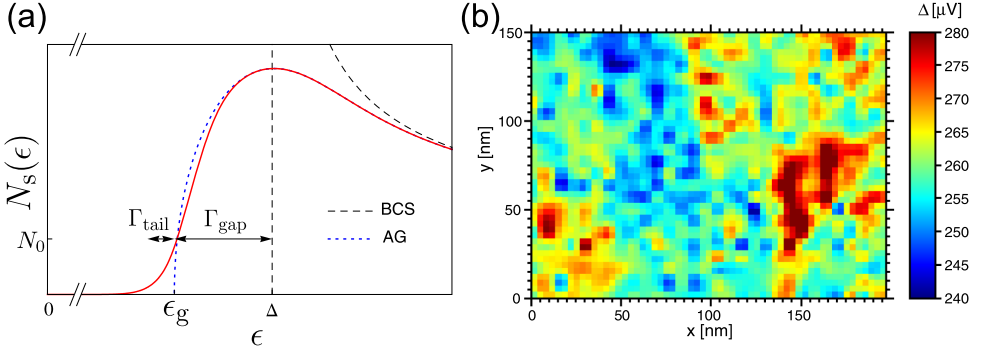 (a)
N_s(ϵ)
N_0
Γ_tail
Γ_gap
BCS
AG
0
ϵ_g
Δ
ϵ
(b)
Δ [μV]
150
100
50
0
y [nm]
0
50
100
150
x [nm]
280
275
270
265
260
255
250
245
240